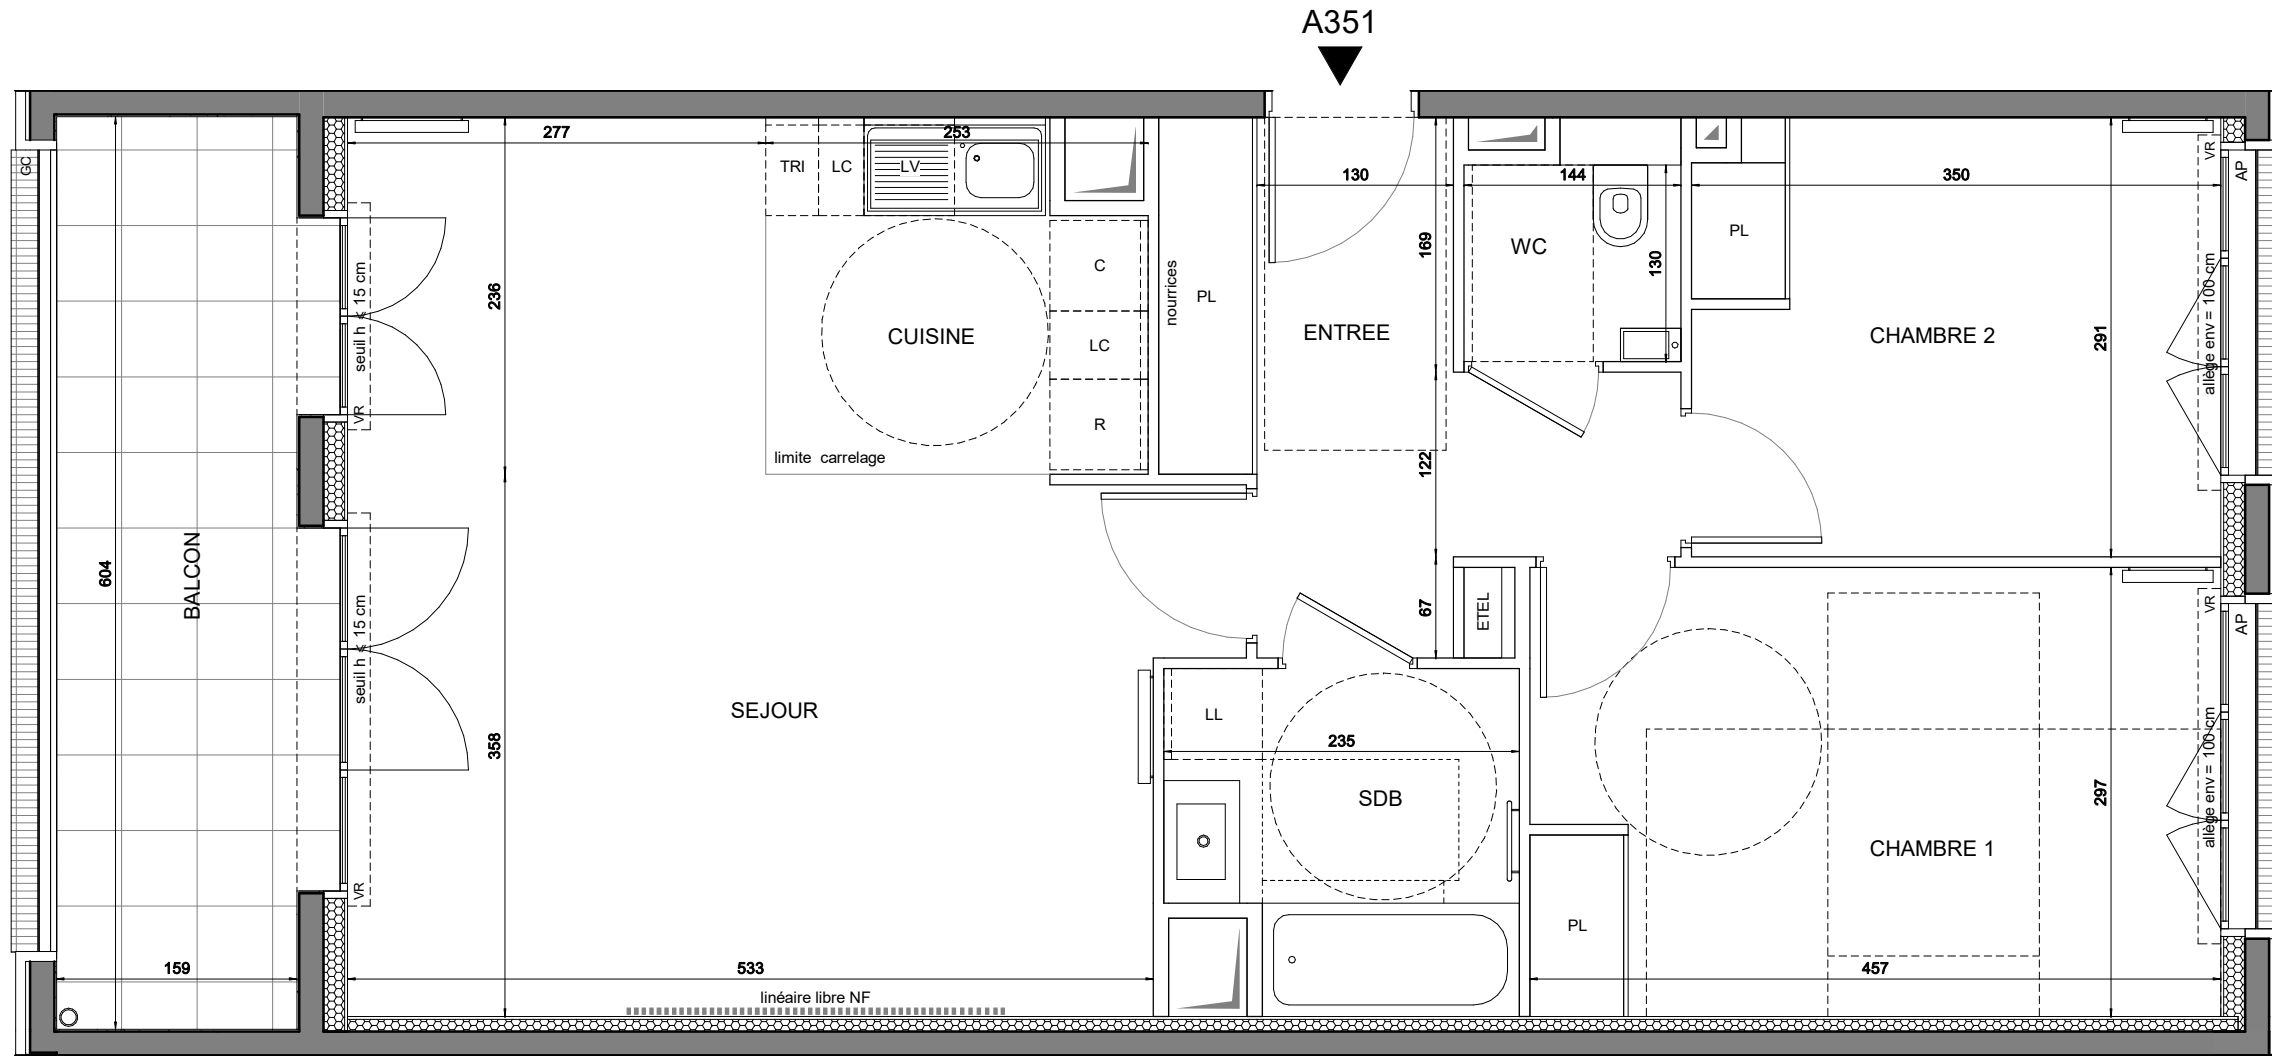 A351
277
253
GC
TRI
LC
LV
130
144
350
VR
AP
WC
PL
169
130
C
nourrices
PL
236
seuil h < 15 cm
CUISINE
LC
ENTREE
CHAMBRE 2
291
allège env = 100 cm
VR
R
limite carrelage
122
BALCON
604
67
ETEL
VR
AP
seuil h < 15 cm
SEJOUR
LL
358
235
SDB
297
allège env = 100 cm
CHAMBRE 1
VR
PL
159
533
457
linéaire libre NF